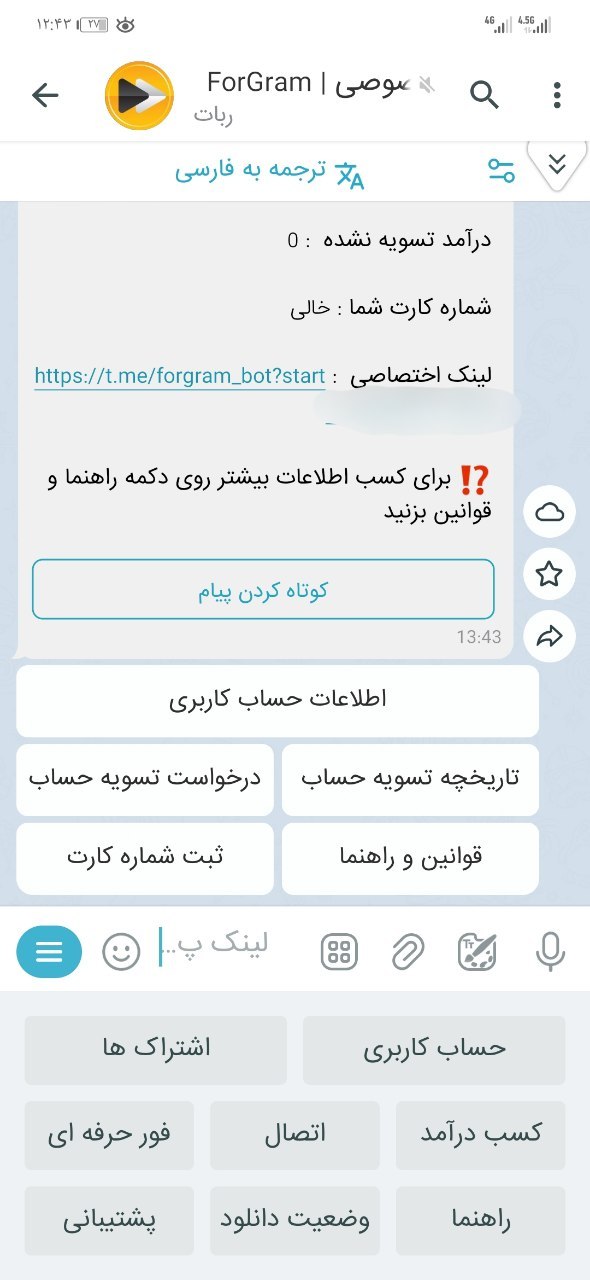 ۱۲:۴۳ ۲۷ 4G 4.5G
ForGram |
ربات
ترجمه به فارسی
درآمد تسویه نشده : 0
شماره کارت شما : خالی
لینک اختصاصی : https://t.me/forgram_bot?start
⁉️ برای کسب اطلاعات بیشتر روی دکمه راهنما و
قوانین بزنید
کوتاه کردن پیام
13:43
اطلاعات حساب کاربری
تاریخچه تسویه حساب
درخواست تسویه حساب
قوانین و راهنما
ثبت شماره کارت
لینک پ...
حساب کاربری
اشتراک ها
کسب درآمد
اتصال
فور حرفه ای
راهنما
وضعیت دانلود
پشتیبانی